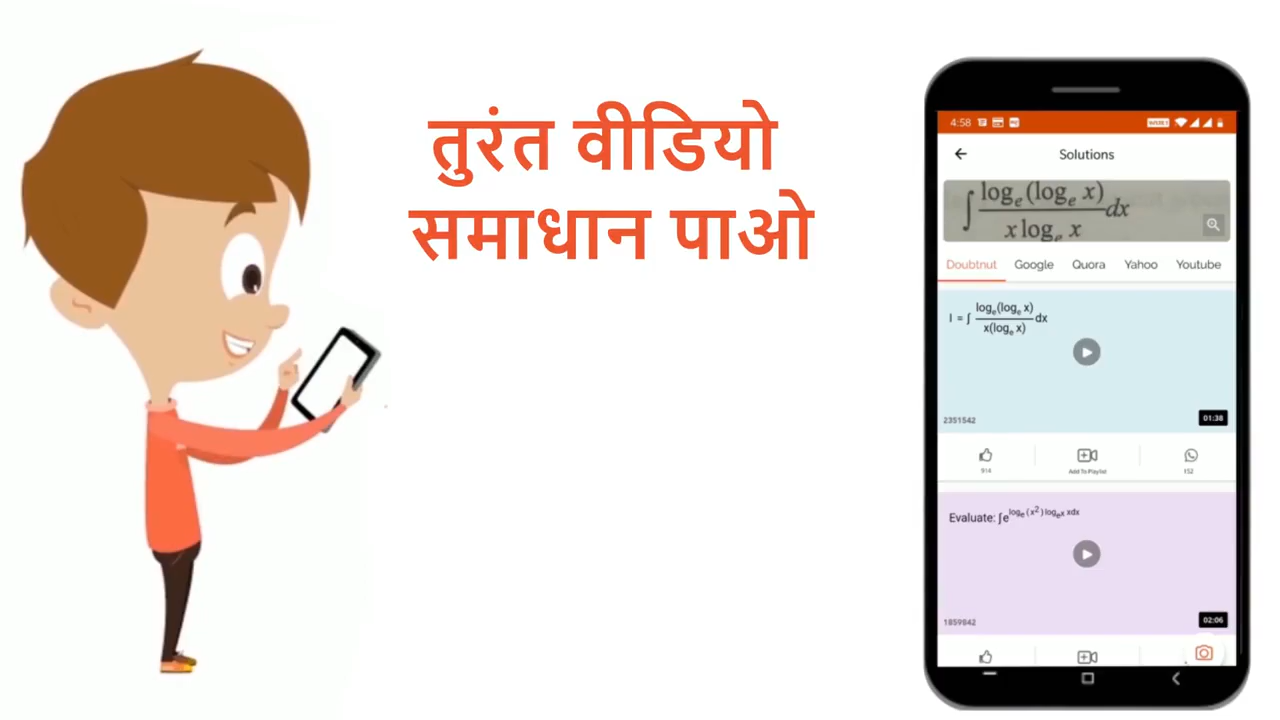 तुरंत वीडियो
समाधान पाओ
4:58
Solutions
∫ logₑ(logₑ x) / x logₑ x dx
Doubtnut Google Quora Yahoo Youtube
I = ∫ logₑ(logₑ x) / x(logₑ x) dx
2351542
01:38
914 Add To Playlist 152
Evaluate: ∫e^logₑ(x²) logₑx xdx
1859842
02:06